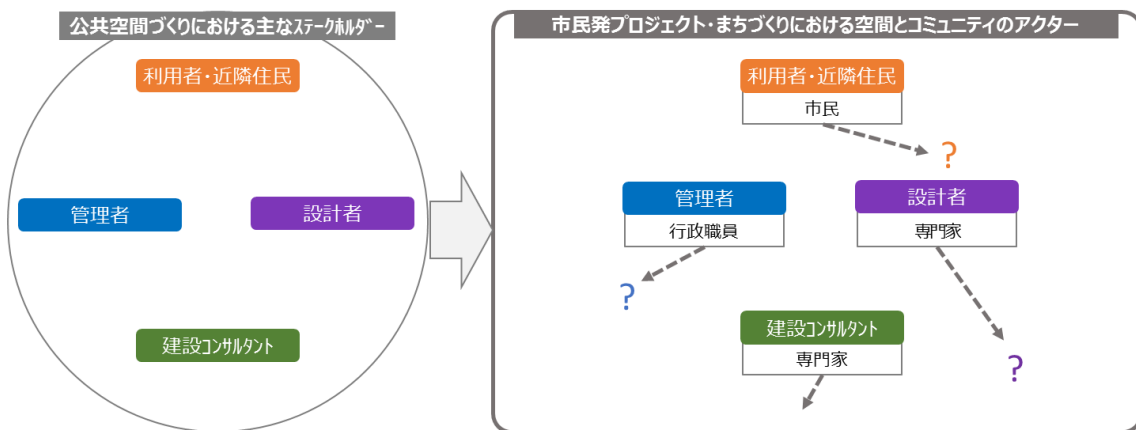 公共空間づくりにおける主なステークホルダー
利用者・近隣住民
管理者
設計者
建設コンサルタント
市民発プロジェクト・まちづくりにおける空間とコミュニティのアクター
利用者・近隣住民
市民
?
管理者
行政職員
?
設計者
専門家
?
建設コンサルタント
専門家